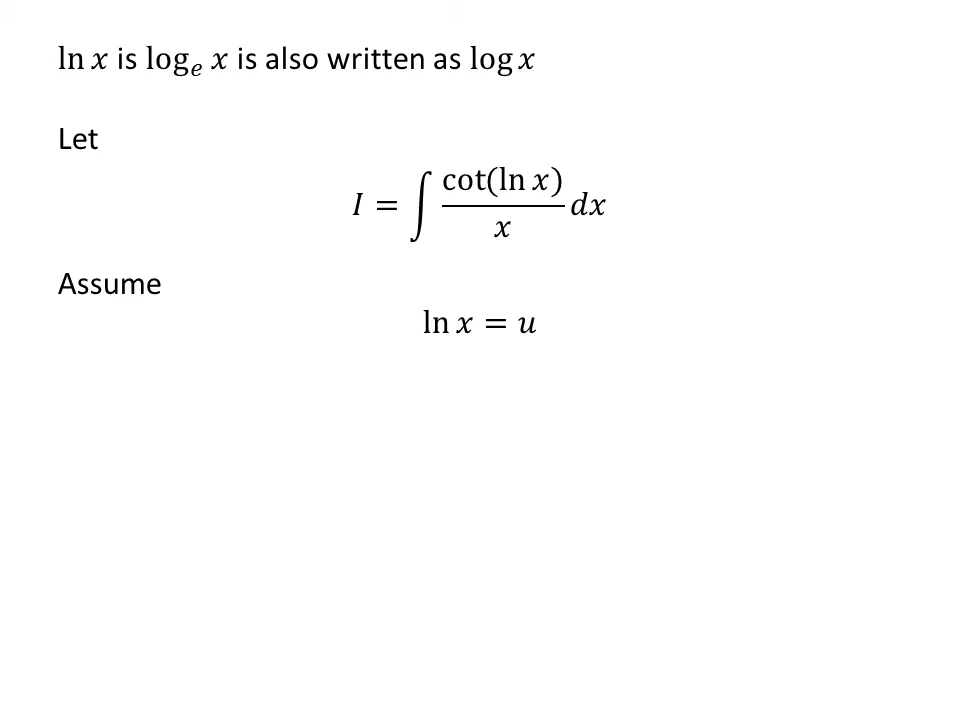 ln x is logₑ x is also written as log x
Let
I = ∫ cot(ln x)/x dx
Assume
ln x = u